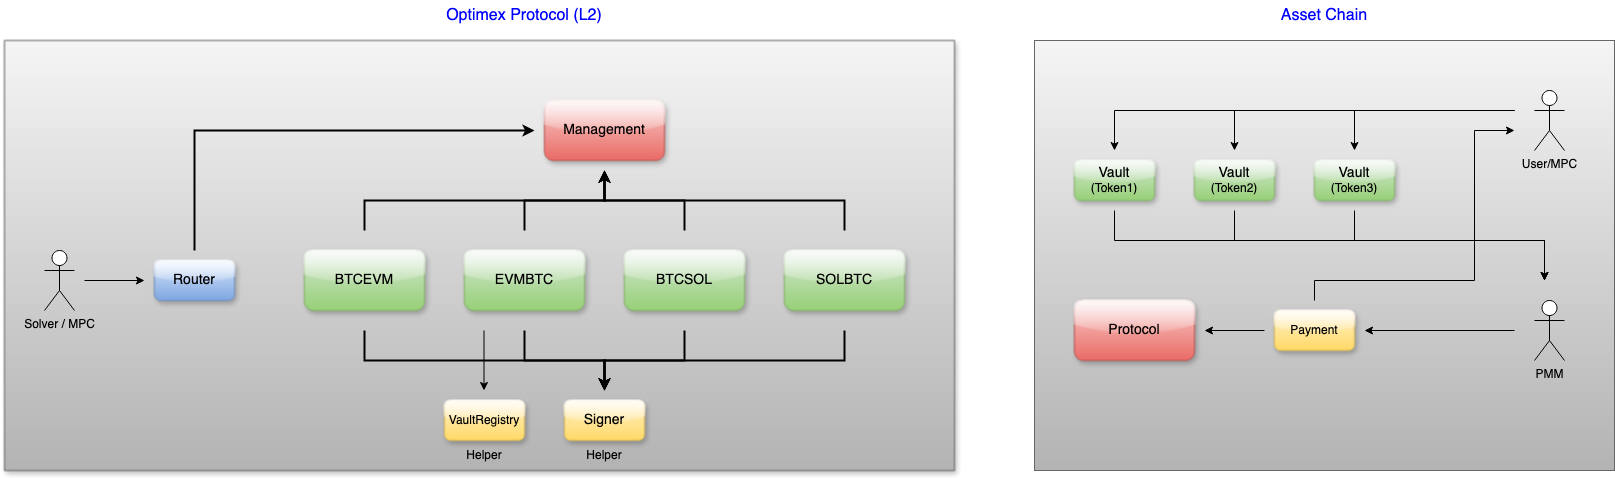 Optimex Protocol (L2)
Management
Router
Solver / MPC
BTCEVM
EVMBTC
BTCSOL
SOLBTC
VaultRegistry
Helper
Signer
Helper
Asset Chain
User/MPC
Vault
(Token1)
Vault
(Token2)
Vault
(Token3)
Protocol
Payment
PMM